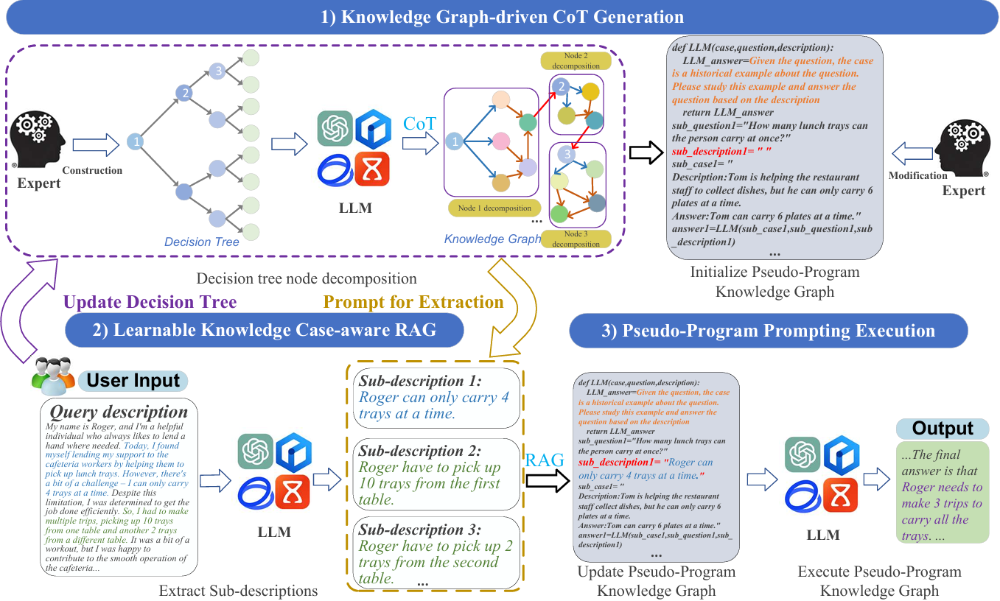 1) Knowledge Graph-driven CoT Generation
Expert
Construction
1
2
3
Decision Tree
LLM
CoT
1
Node 1 decomposition
...
Knowledge Graph
Node 2
decomposition
2
3
Node 3
decomposition
def LLM(case,question,description):
LLM_answer=Given the question, the case
is a historical example about the question.
Please study this example and answer the
question based on the description
return LLM_answer
sub_question1="How many lunch trays can
the person carry at once?"
sub_description1= " "
sub_case1= "
Description:Tom is helping the restaurant
staff to collect dishes, but he can only carry 6
plates at a time.
Answer:Tom can carry 6 plates at a time."
answer1=LLM(sub_case1,sub_question1,sub
_description1)
...
Modification
Expert
Initialize Pseudo-Program
Knowledge Graph
Decision tree node decomposition
Update Decision Tree
Prompt for Extraction
2) Learnable Knowledge Case-aware RAG
User Input
Query description
My name is Roger, and I'm a helpful
individual who always likes to lend a
hand where needed. Today, I found
myself lending my support to the
cafeteria workers by helping them to
pick up lunch trays. However, there's
a bit of a challenge – I can only carry
4 trays at a time. Despite this
limitation, I was determined to get the
job done efficiently. So, I had to make
multiple trips, picking up 10 trays
from one table and another 2 trays
from a different table. It was a bit of a
workout, but I was happy to
contribute to the smooth operation of
the cafeteria...
LLM
Extract Sub-descriptions
Sub-description 1:
Roger can only carry 4
trays at a time.
Sub-description 2:
Roger have to pick up
10 trays from the first
table.
Sub-description 3:
Roger have to pick up 2
trays from the second
table.
...
RAG
3) Pseudo-Program Prompting Execution
def LLM(case,question,description):
LLM_answer=Given the question, the case
is a historical example about the question.
Please study this example and answer the
question based on the description
return LLM_answer
sub_question1="How many lunch trays can
the person carry at once?"
sub_description1= "Roger can
only carry 4 trays at a time."
sub_case1= "
Description:Tom is helping the restaurant
staff collect dishes, but he can only carry 6
plates at a time.
Answer:Tom can carry 6 plates at a time."
answer1=LLM(sub_case1,sub_question1,sub_
description1)
...
Update Pseudo-Program
Knowledge Graph
LLM
Execute Pseudo-Program
Knowledge Graph
Output
...The final
answer is that
Roger needs to
make 3 trips to
carry all the
trays. ...